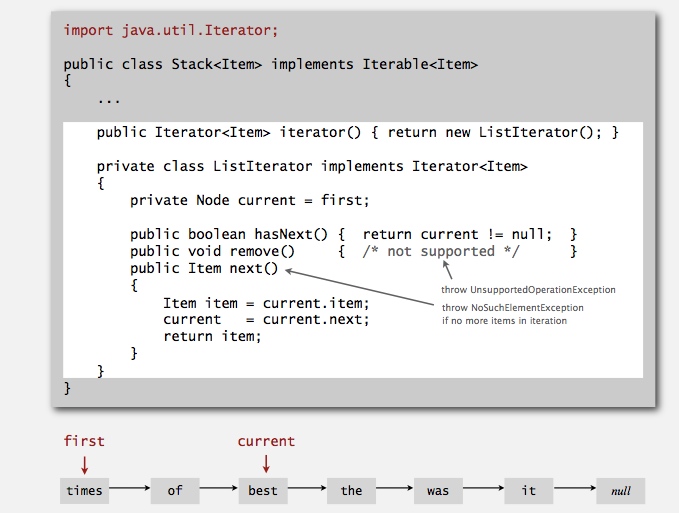 import java.util.Iterator;
public class Stack<Item> implements Iterable<Item>
{
...
public Iterator<Item> iterator() { return new ListIterator(); }
private class ListIterator implements Iterator<Item>
{
private Node current = first;
public boolean hasNext() { return current != null; }
public void remove() { /* not supported */ }
public Item next()
throw UnsupportedOperationException
{
Item item = current.item;
throw NoSuchElementException
current = current.next;
if no more items in iteration
return item;
}
}
}
first current
times of best the was it null